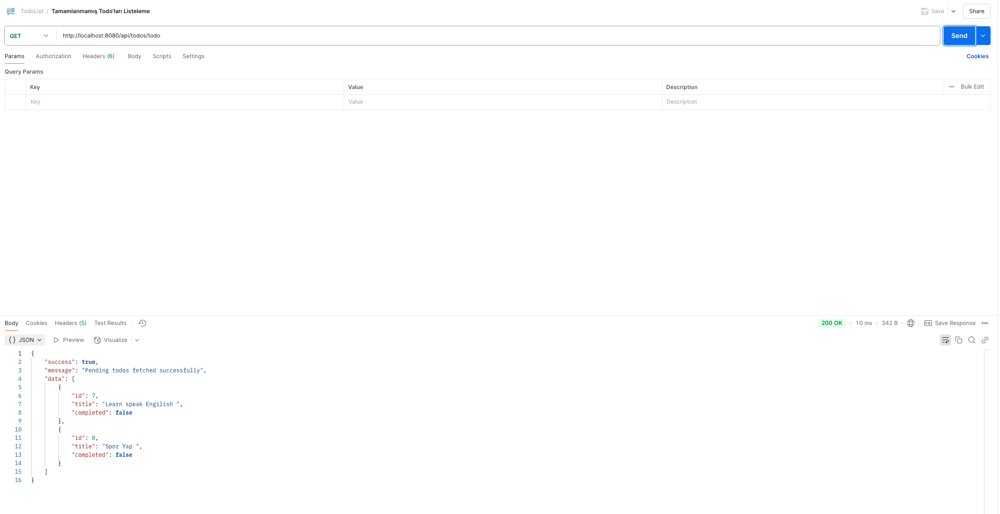 HTTP TodoList / Tamamlanmamış Todo'ları Listeleme Save Share
GET http://localhost:8080/api/todos/todo Send
Params Authorization Headers (6) Body Scripts Settings Cookies
Query Params
Key Value Description Bulk Edit
Key Value Description
Body Cookies Headers (5) Test Results 200 OK 10 ms 342 B e.g. Save Response
{} JSON Preview Visualize
1 {
2 "success": true,
3 "message": "Pending todos fetched successfully",
4 "data": [
5 {
6 "id": 7,
7 "title": "Learn speak Engilish ",
8 "completed": false
9 },
10 {
11 "id": 8,
12 "title": "Spor Yap ",
13 "completed": false
14 }
15 ]
16 }